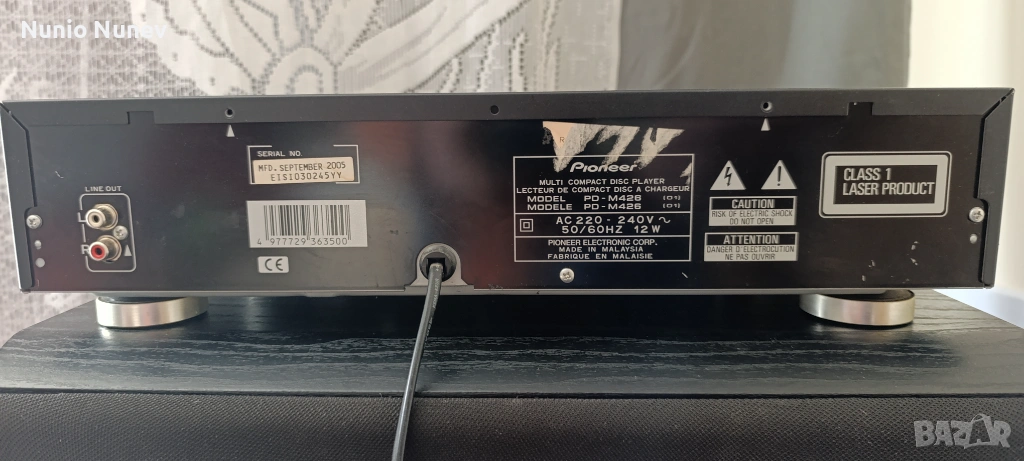 Nunio Nunev
SERIAL NO.
MFD. SEPTEMBER 2005
EIS1030245YY
LINE OUT
R
4 977729 363500
CE
Pioneer
MULTI COMPACT DISC PLAYER
LECTEUR DE COMPACT DISC A CHARGEUR
MODEL PD-M426 (01)
MODELE PD-M426 (01)
AC 220 - 240V ~
50/60HZ 12W
PIONEER ELECTRONIC CORP.
MADE IN MALAYSIA
FABRIQUE EN MALAISIE
CAUTION
RISK OF ELECTRIC SHOCK
DO NOT OPEN
ATTENTION
DANGER D'ELECTROCUTION
NE PAS OUVRIR
CLASS 1
LASER PRODUCT
BAZAR